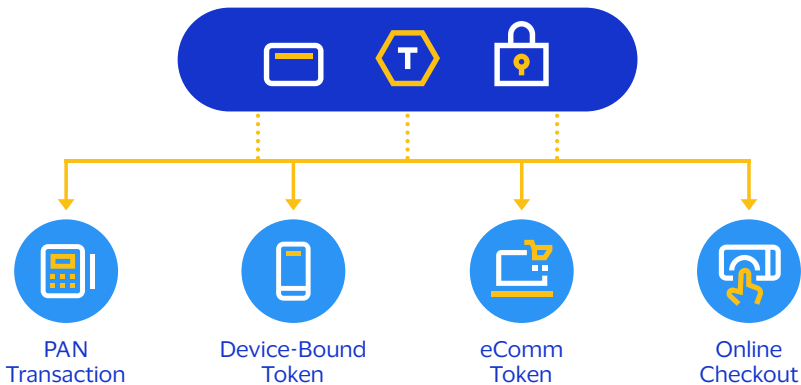 T
PAN
Transaction
Device-Bound
Token
eComm
Token
Online
Checkout